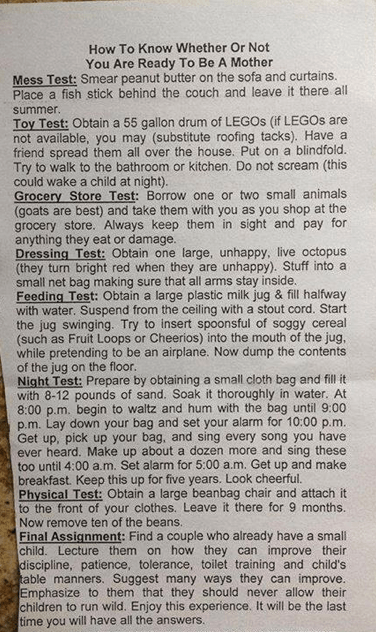 How To Know Whether Or Not
You Are Ready To Be A Mother
Mess Test: Smear peanut butter on the sofa and curtains.
Place a fish stick behind the couch and leave it there all
summer.
Toy Test: Obtain a 55 gallon drum of LEGOs (if LEGOs are
not available, you may (substitute roofing tacks). Have a
friend spread them all over the house. Put on a blindfold.
Try to walk to the bathroom or kitchen. Do not scream (this
could wake a child at night).
Grocery Store Test: Borrow one or two small animals
(goats are best) and take them with you as you shop at the
grocery store. Always keep them in sight and pay for
anything they eat or damage.
Dressing Test: Obtain one large, unhappy, live octopus
(they turn bright red when they are unhappy). Stuff into a
small net bag making sure that all arms stay inside.
Feeding Test: Obtain a large plastic milk jug & fill halfway
with water. Suspend from the ceiling with a stout cord. Start
the jug swinging. Try to insert spoonsful of soggy cereal
(such as Fruit Loops or Cheerios) into the mouth of the jug,
while pretending to be an airplane. Now dump the contents
of the jug on the floor.
Night Test: Prepare by obtaining a small cloth bag and fill it
with 8-12 pounds of sand. Soak it thoroughly in water. At
8:00 p.m. begin to waltz and hum with the bag until 9:00
p.m. Lay down your bag and set your alarm for 10:00 p.m.
Get up, pick up your bag, and sing every song you have
ever heard. Make up about a dozen more and sing these
too until 4:00 a.m. Set alarm for 5:00 a.m. Get up and make
breakfast. Keep this up for five years. Look cheerful.
Physical Test: Obtain a large beanbag chair and attach it
to the front of your clothes. Leave it there for 9 months.
Now remove ten of the beans.
Final Assignment: Find a couple who already have a small
child. Lecture them on how they can improve their
discipline, patience, tolerance, toilet training and child's
table manners. Suggest many ways they can improve.
Emphasize to them that they should never allow their
children to run wild. Enjoy this experience. It will be the last
time you will have all the answers.